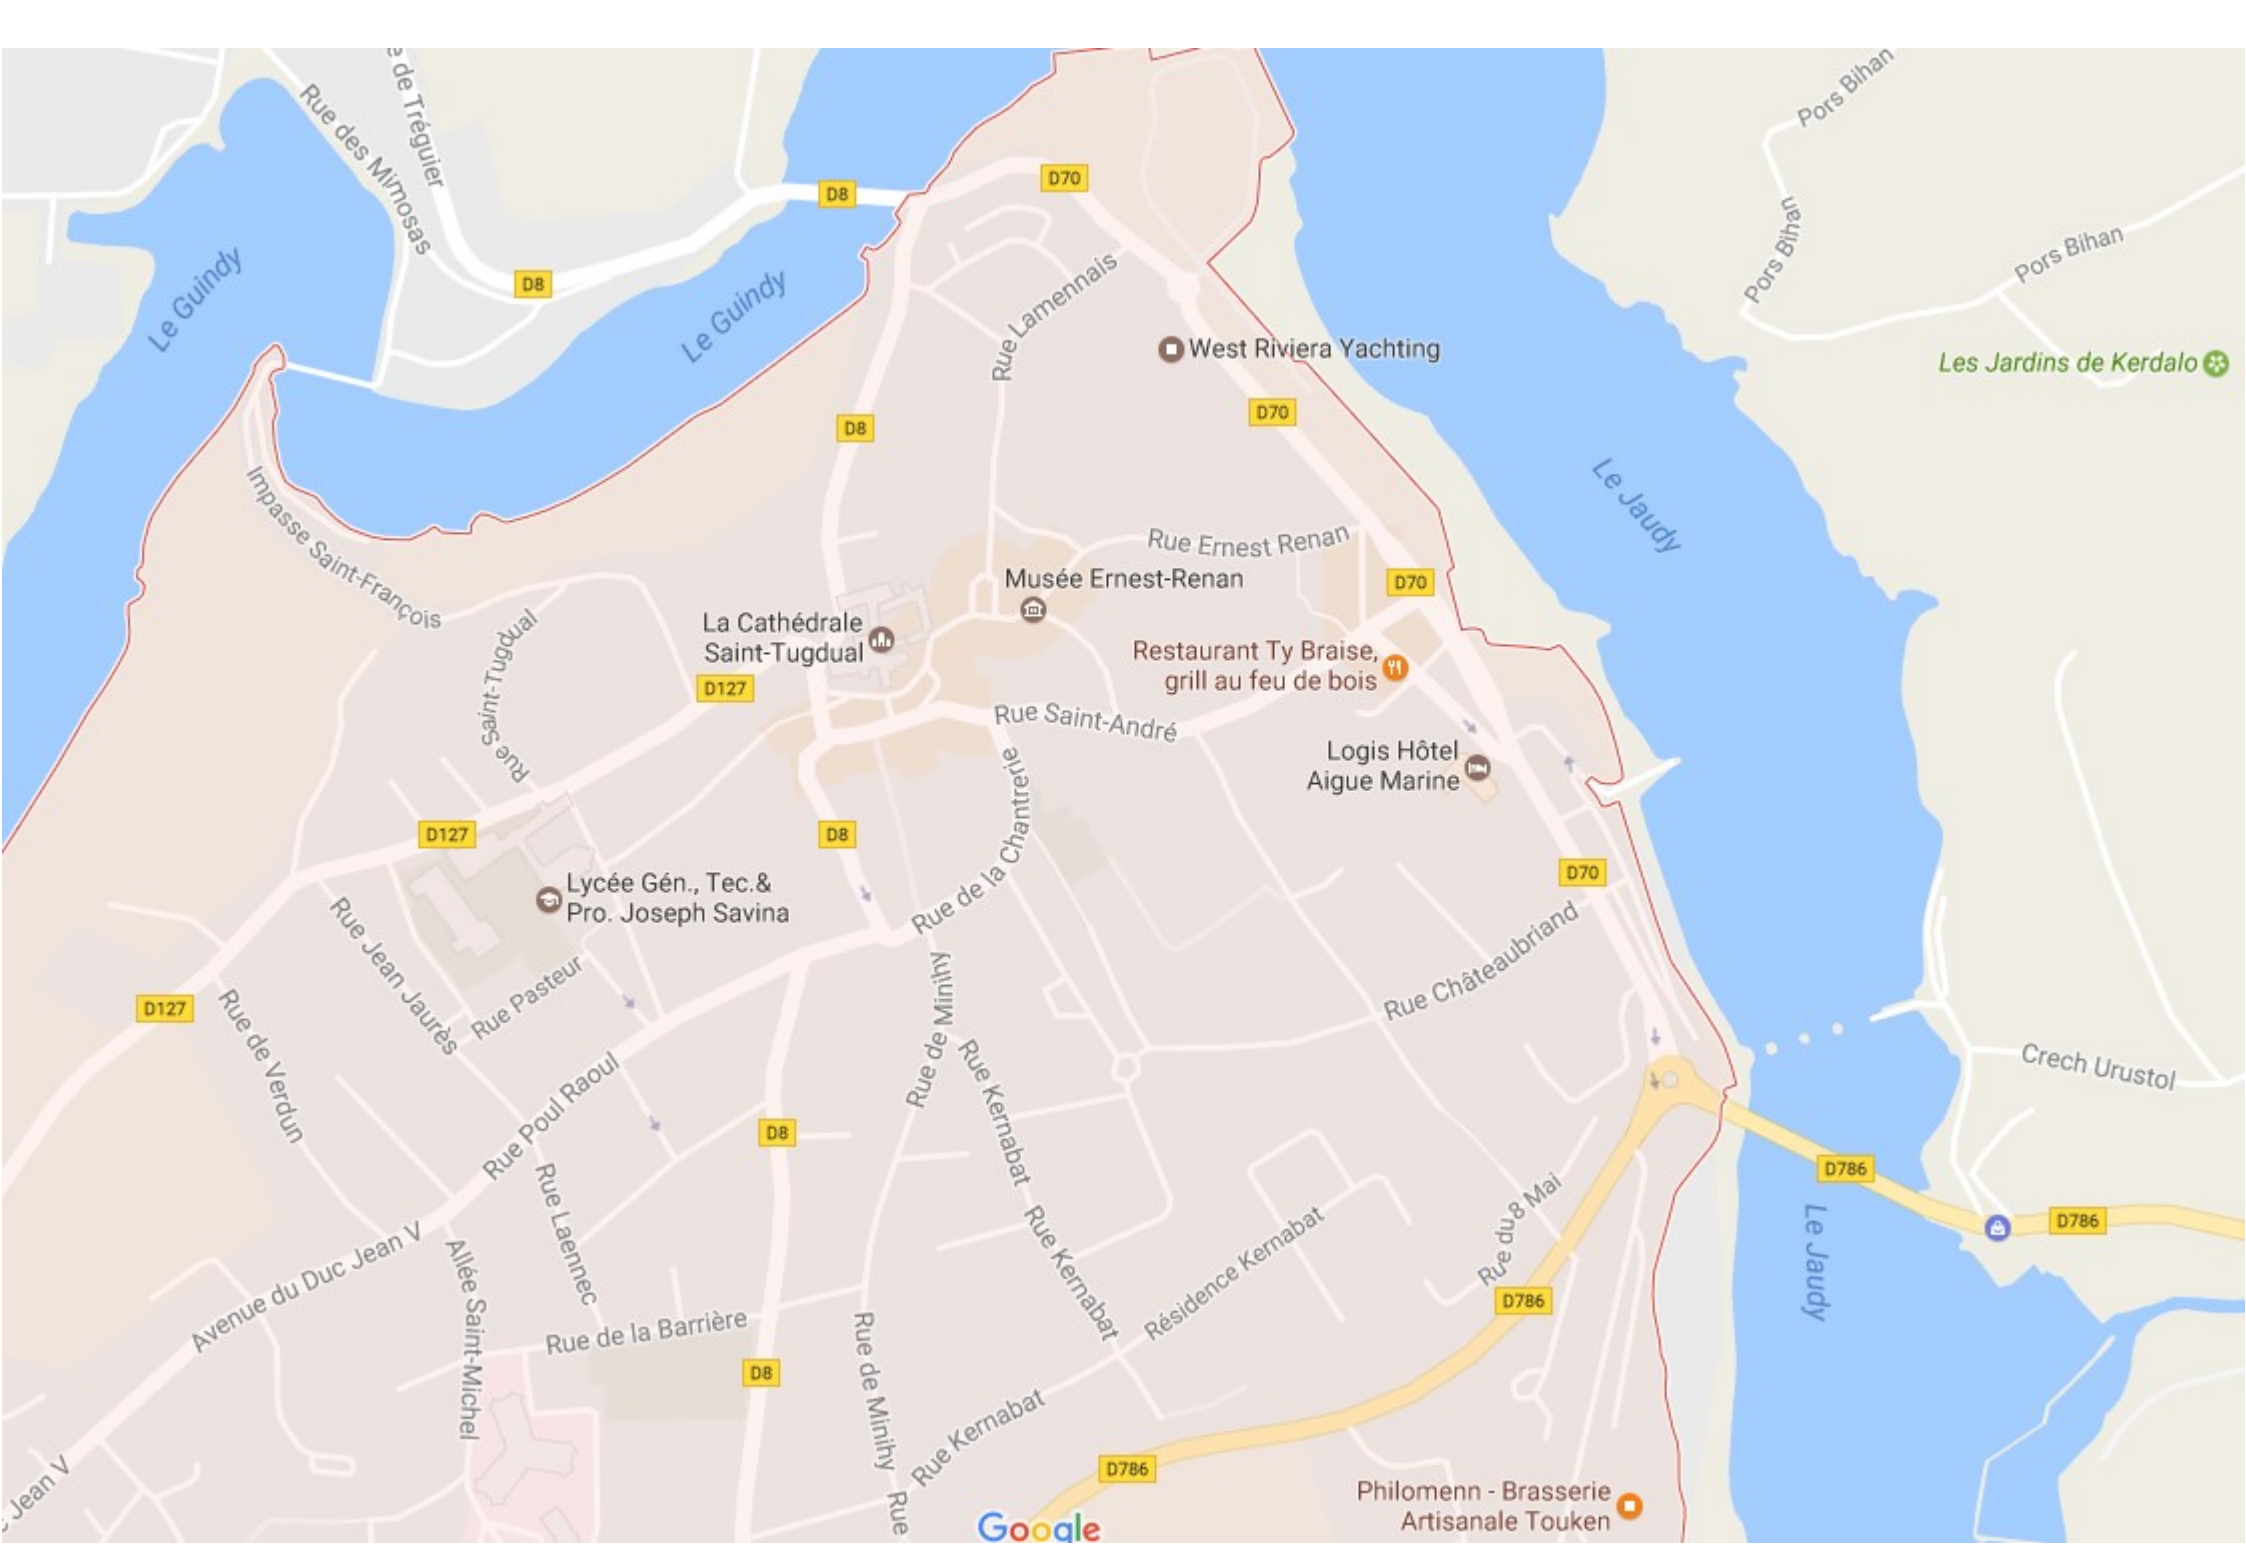 e de Tréguier
Pors Bihan
Rue des Mimosas
D8
D70
Pors Bihan
Pors Bihan
Le Guindy
D8
Le Guindy
Rue Lamennais
West Riviera Yachting
Les Jardins de Kerdalo
D8
D70
Le Jaudy
Impasse Saint-François
Rue Ernest Renan
D70
Musée Ernest-Renan
La Cathédrale
Saint-Tugdual
Rue Saint-Tugdual
D127
Restaurant Ty Braise,
grill au feu de bois
Rue Saint-André
Logis Hôtel
Aigue Marine
Rue de la Chantrerie
D127
D8
D70
Lycée Gén., Tec.&
Pro. Joseph Savina
Rue Jean Jaurès
Rue Pasteur
Rue Châteaubriand
D127
Rue de Verdun
Rue de Minihy
Rue Kernabat
Crech Urustol
Rue Poul Raoul
D8
D786
Rue Laennec
Rue Kernabat
Résidence Kernabat
Rue du 8 Mai
Le Jaudy
D786
Avenue du Duc Jean V
Allée Saint-Michel
D786
Rue de la Barrière
Rue de Minihy
D8
Rue Kernabat
D786
Jean V
Rue
Philomenn - Brasserie
Artisanale Touken
Google